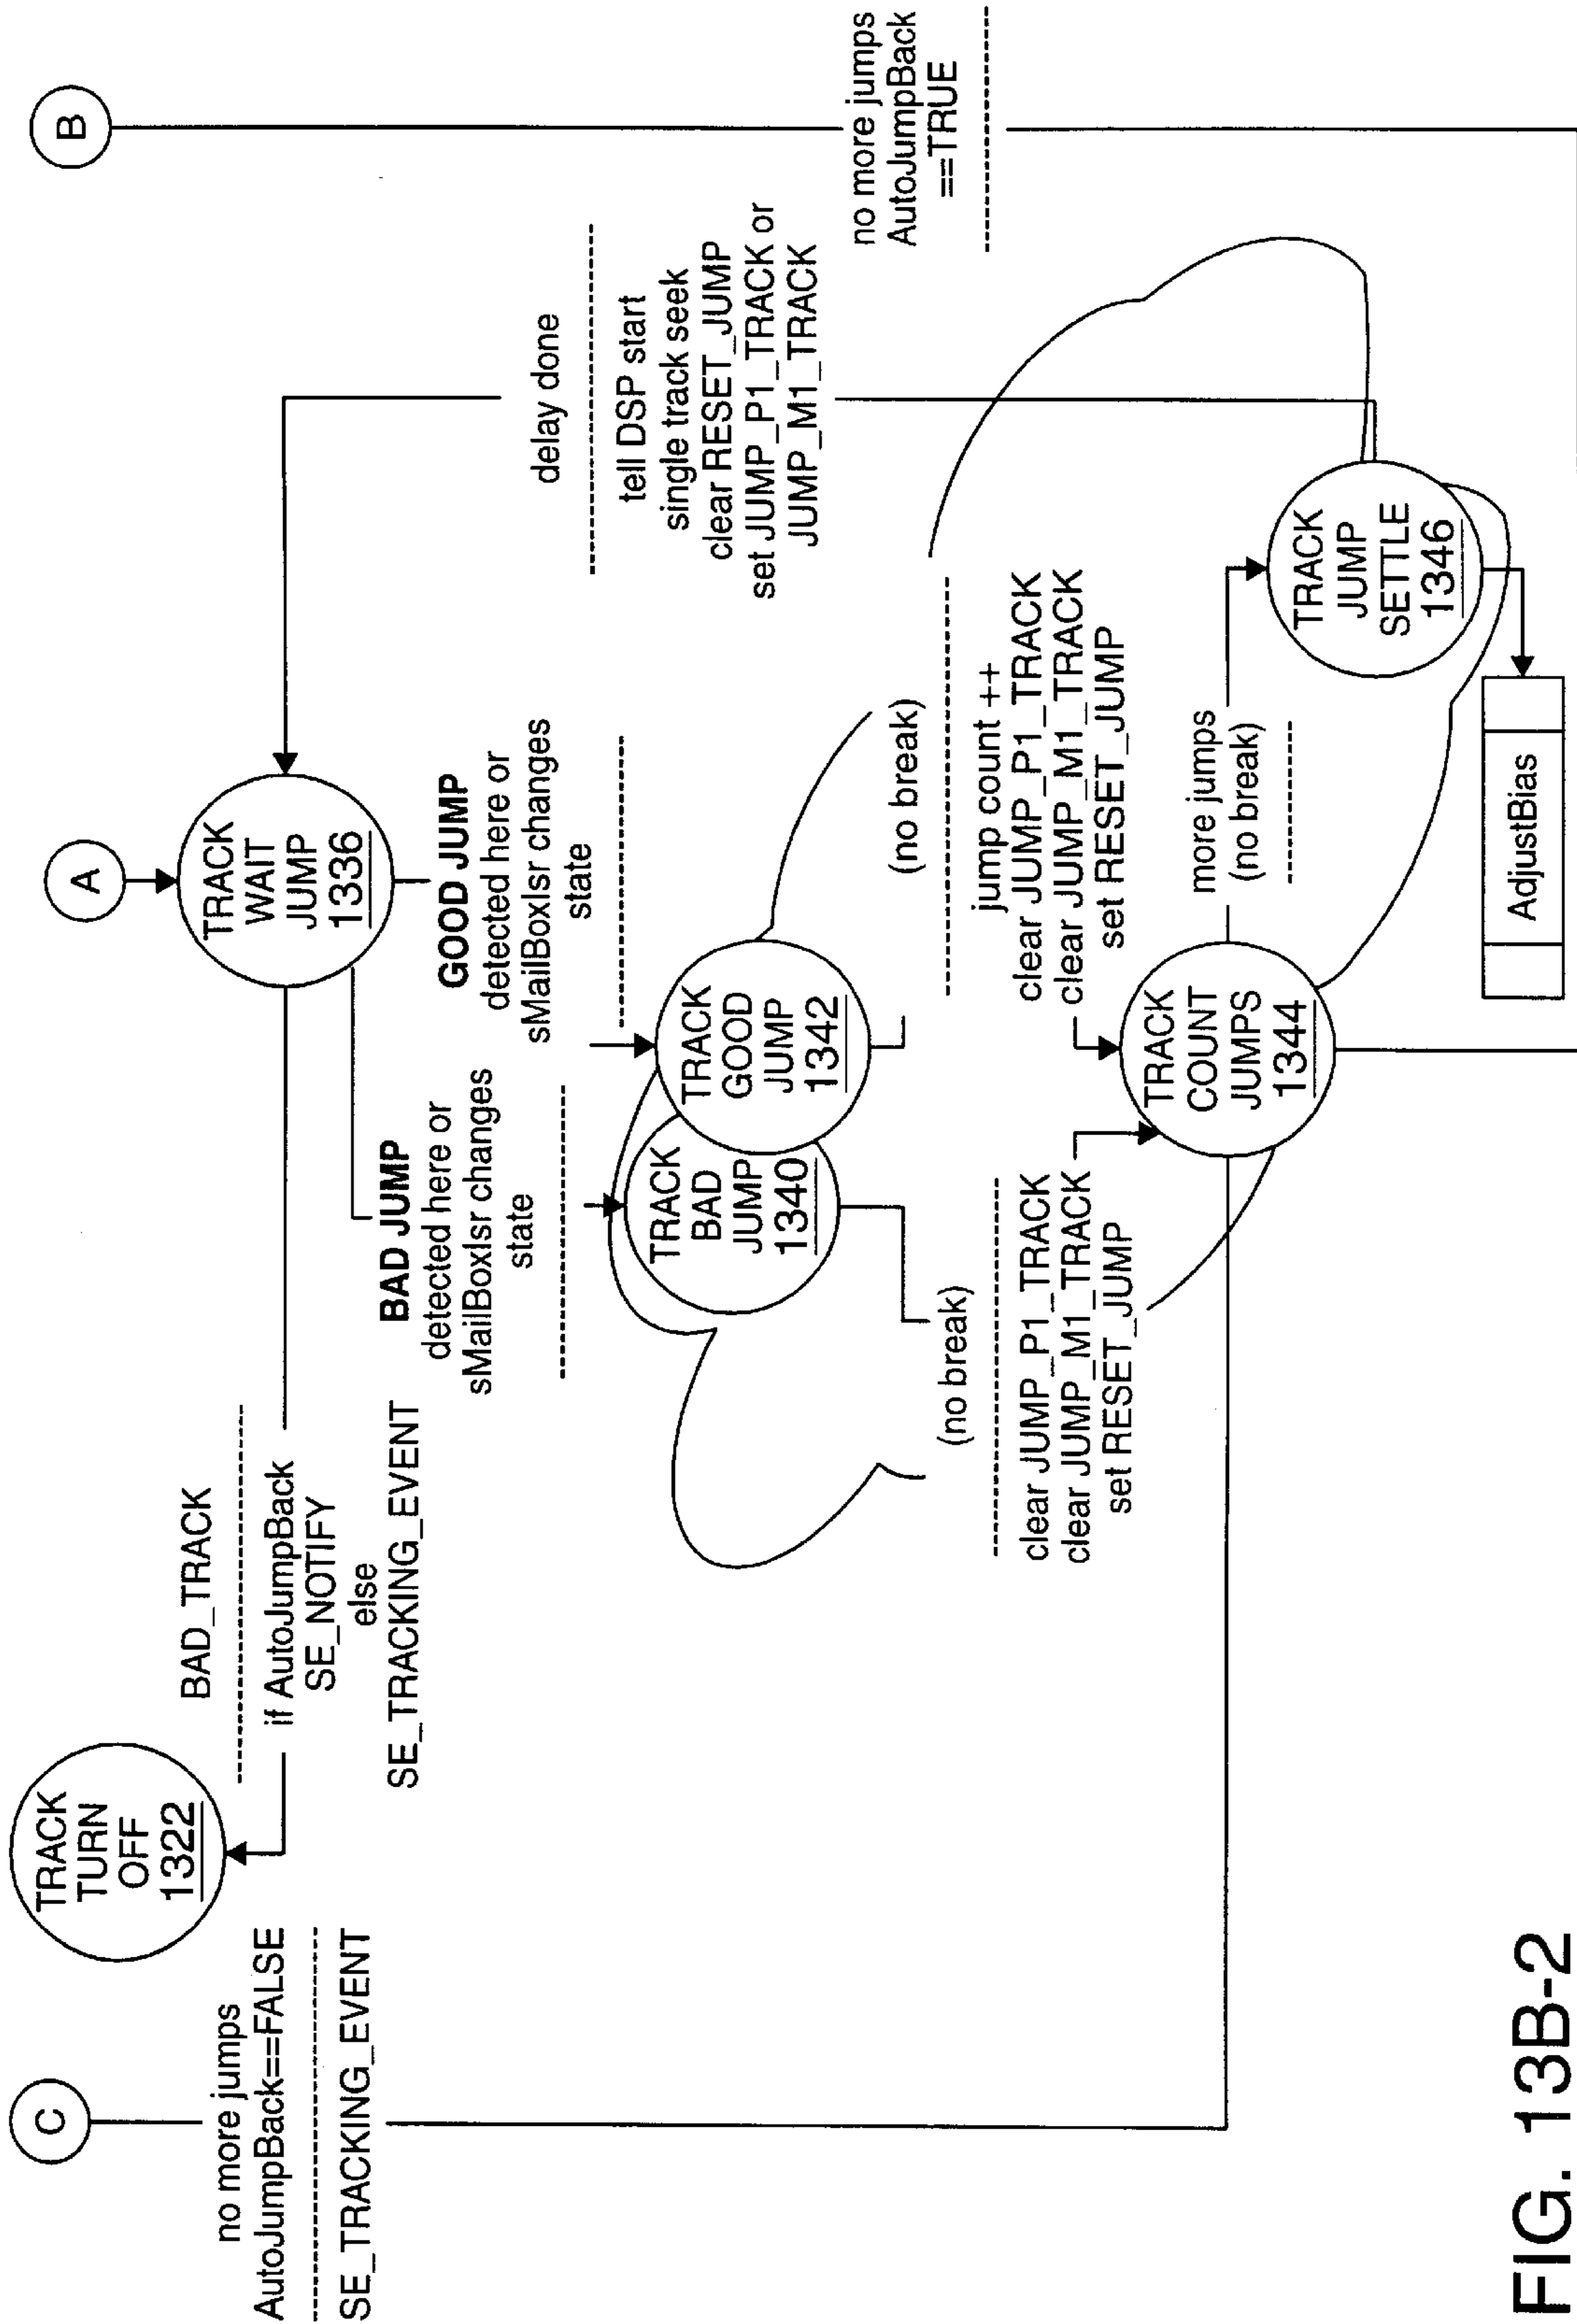 C
no more jumps
AutoJumpBack==FALSE
SE_TRACKING_EVENT
TRACK
TURN
OFF
1322
BAD_TRACK
if AutoJumpBack
SE_NOTIFY
else
SE_TRACKING_EVENT
A
TRACK
WAIT
JUMP
1336
B
no more jumps
AutoJumpBack
==TRUE
delay done
tell DSP start
single track seek
clear RESET_JUMP
set JUMP_P1_TRACK or
JUMP_M1_TRACK
BAD JUMP
detected here or
sMailBoxIsr changes
state
GOOD JUMP
detected here or
sMailBoxIsr changes
state
TRACK
BAD
JUMP
1340
TRACK
GOOD
JUMP
1342
(no break)
clear JUMP_P1_TRACK
clear JUMP_M1_TRACK
set RESET_JUMP
(no break)
jump count ++
clear JUMP_P1_TRACK
clear JUMP_M1_TRACK
set RESET_JUMP
TRACK
COUNT
JUMPS
1344
more jumps
(no break)
TRACK
JUMP
SETTLE
1346
AdjustBias
FIG. 13B-2